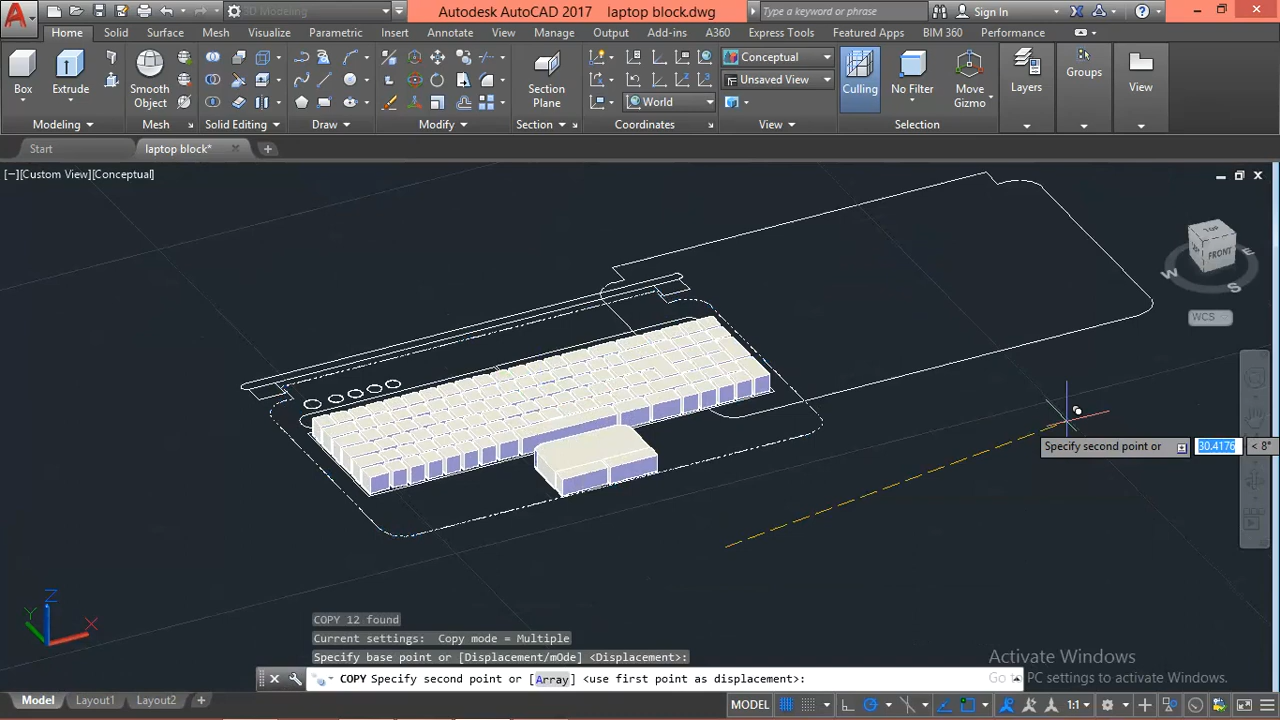 3D Modeling
Autodesk AutoCAD 2017 laptop block.dwg
Type a keyword or phrase
Sign In
Home Solid Surface Mesh Visualize Parametric Insert Annotate View Manage Output Add-ins A360 Express Tools Featured Apps BIM 360 Performance
Box
Extrude
Smooth
Object
Section
Plane
Conceptual
Unsaved View
World
Culling
No Filter
Move
Gizmo
Layers
Groups
View
Modeling Mesh Solid Editing Draw Modify Section Coordinates View Selection
Start
laptop block*
[−][Custom View][Conceptual]
TOP
FRONT
W
E
S
WCS
Specify second point or 30.4176 < 8°
COPY 12 found
Current settings: Copy mode = Multiple
Specify base point or [Displacement/mOde] <Displacement>:
COPY Specify second point or [Array] <use first point as displacement>:
Z
Y
X
Activate Windows
Go to PC settings to activate Windows.
Model Layout1 Layout2 +
MODEL
1:1